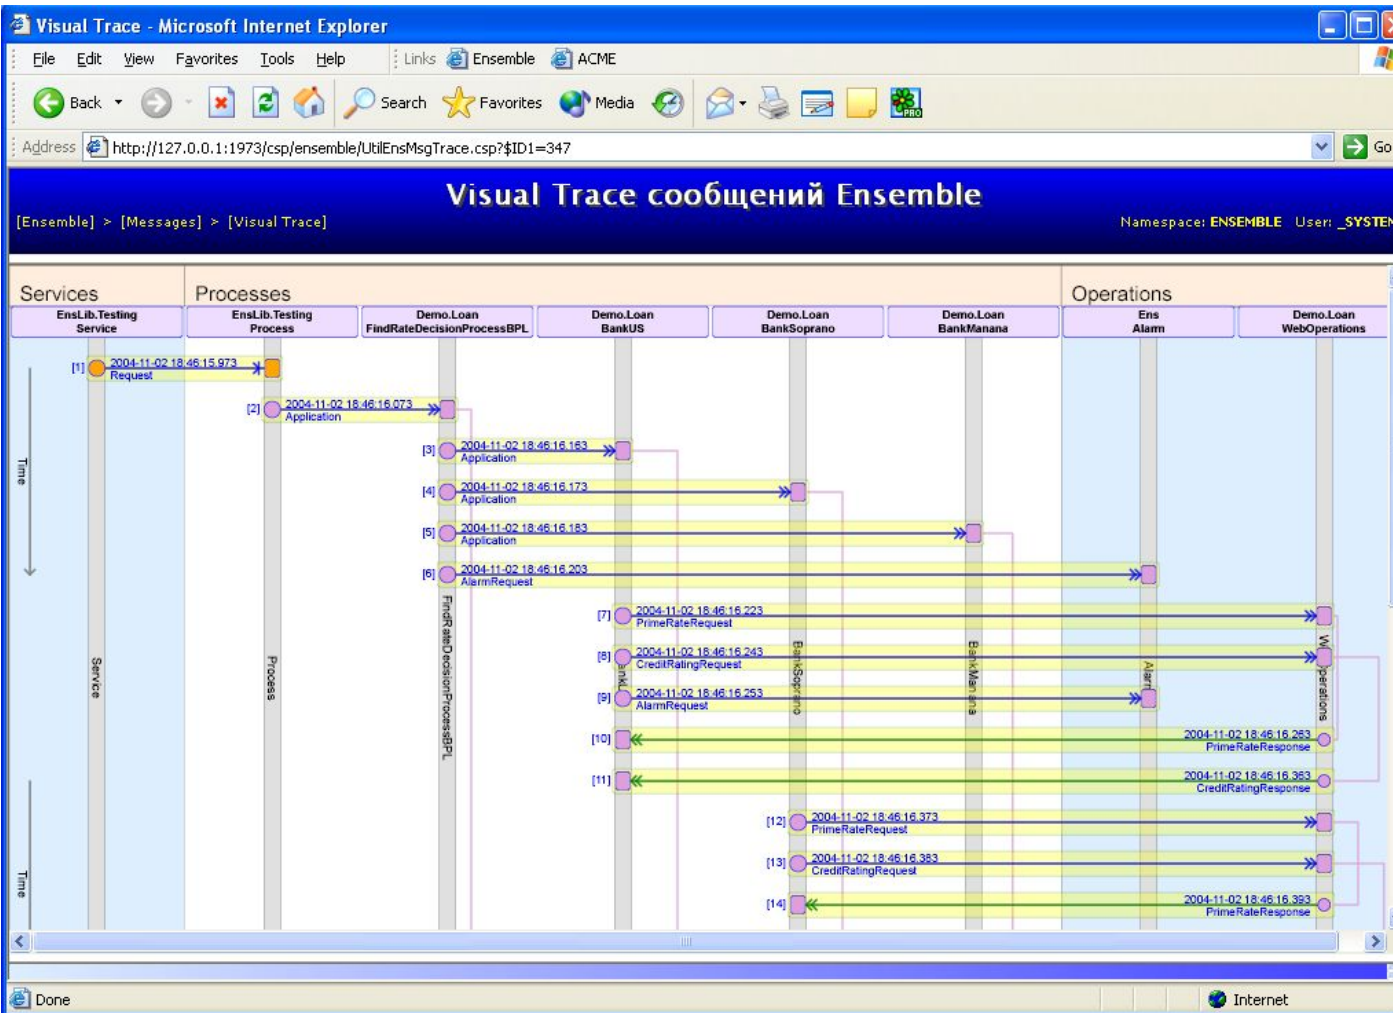 Visual Trace - Microsoft Internet Explorer
File Edit View Favorites Tools Help Links Ensemble ACME
Back Search Favorites Media PRO
Address http://127.0.0.1:1973/csp/ensemble/UtilEnsMsgTrace.csp?$ID1=347 Go
Visual Trace сообщений Ensemble
[Ensemble] > [Messages] > [Visual Trace] Namespace: ENSEMBLE User: _SYSTEM
Services Processes Operations
EnsLib.Testing EnsLib.Testing Demo.Loan Demo.Loan Demo.Loan Demo.Loan Ens Demo.Loan
Service Process FindRateDecisionProcessBPL BankUS BankSoprano BankManana Alarm WebOperations
[1] 2004-11-02 18:46:15.973
Request
[2] 2004-11-02 18:46:16.073
Application
[3] 2004-11-02 18:46:16.163
Application
Time
[4] 2004-11-02 18:46:16.173
Application
[5] 2004-11-02 18:46:16.183
Application
[6] 2004-11-02 18:46:16.203
AlarmRequest
[7] 2004-11-02 18:46:16.223
PrimeRateRequest
[8] 2004-11-02 18:46:16.243
CreditRatingRequest
Service Process FindRateDecisionProcessBPL BankSoprano BankManana
[9] 2004-11-02 18:46:16.253
AlarmRequest
[10] 2004-11-02 18:46:16.263
PrimeRateResponse
[11] 2004-11-02 18:46:16.363
CreditRatingResponse
[12] 2004-11-02 18:46:16.373
PrimeRateRequest
[13] 2004-11-02 18:46:16.383
CreditRatingRequest
Time
[14] 2004-11-02 18:46:16.393
PrimeRateResponse
Done Internet